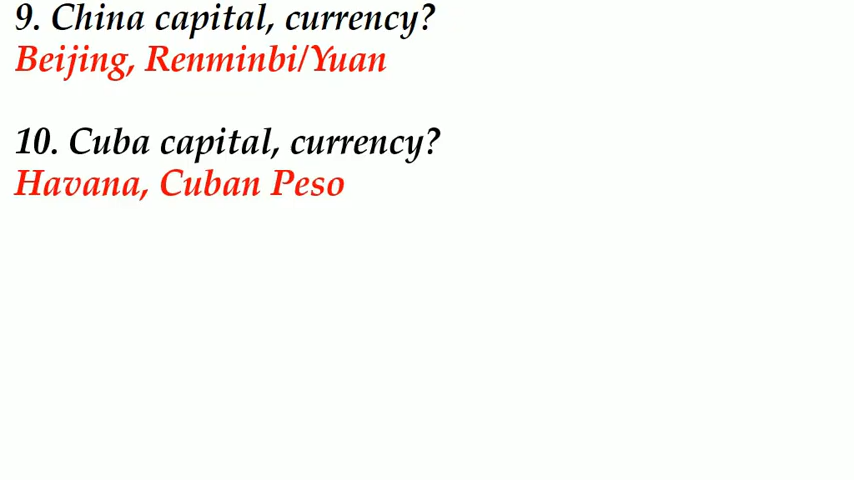 9. China capital, currency?
Beijing, Renminbi/Yuan
10. Cuba capital, currency?
Havana, Cuban Peso